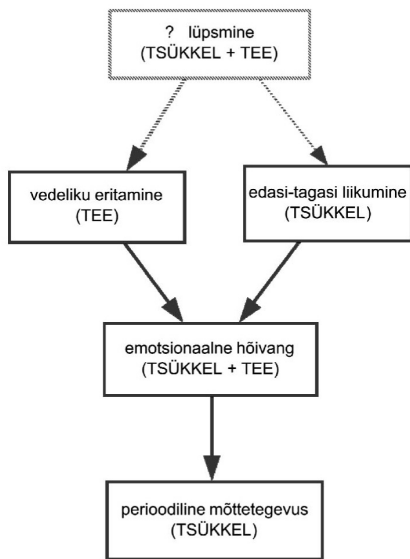 ? lüpsmine
(TSÜKKEL + TEE)
vedeliku eritamine
(TEE)
edasi-tagasi liikumine
(TSÜKKEL)
emotsionaalne hõivang
(TSÜKKEL + TEE)
perioodiline mõttetegevus
(TSÜKKEL)